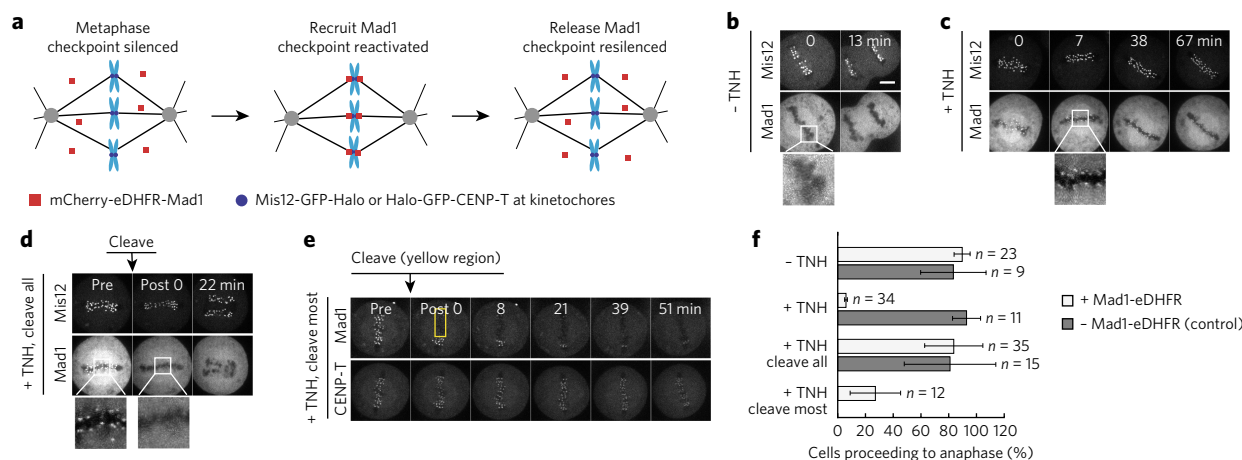 a
Metaphase
checkpoint silenced
Recruit Mad1
checkpoint reactivated
Release Mad1
checkpoint resilenced
mCherry-eDHFR-Mad1
Mis12-GFP-Halo or Halo-GFP-CENP-T at kinetochores
b
– TNH
Mis12
Mad1
0
13 min
c
+ TNH
Mis12
Mad1
0
7
38
67 min
d
Cleave
+ TNH, cleave all
Mis12
Mad1
Pre
Post 0
22 min
e
Cleave (yellow region)
+ TNH, cleave most
Mad1
CENP-T
Pre
Post 0
8
21
39
51 min
f
– TNH
n = 23
n = 9
+ TNH
n = 34
n = 11
+ TNH
cleave all
n = 35
n = 15
+ TNH
cleave most
n = 12
0 20 40 60 80 100 120
Cells proceeding to anaphase (%)
+ Mad1-eDHFR
– Mad1-eDHFR (control)